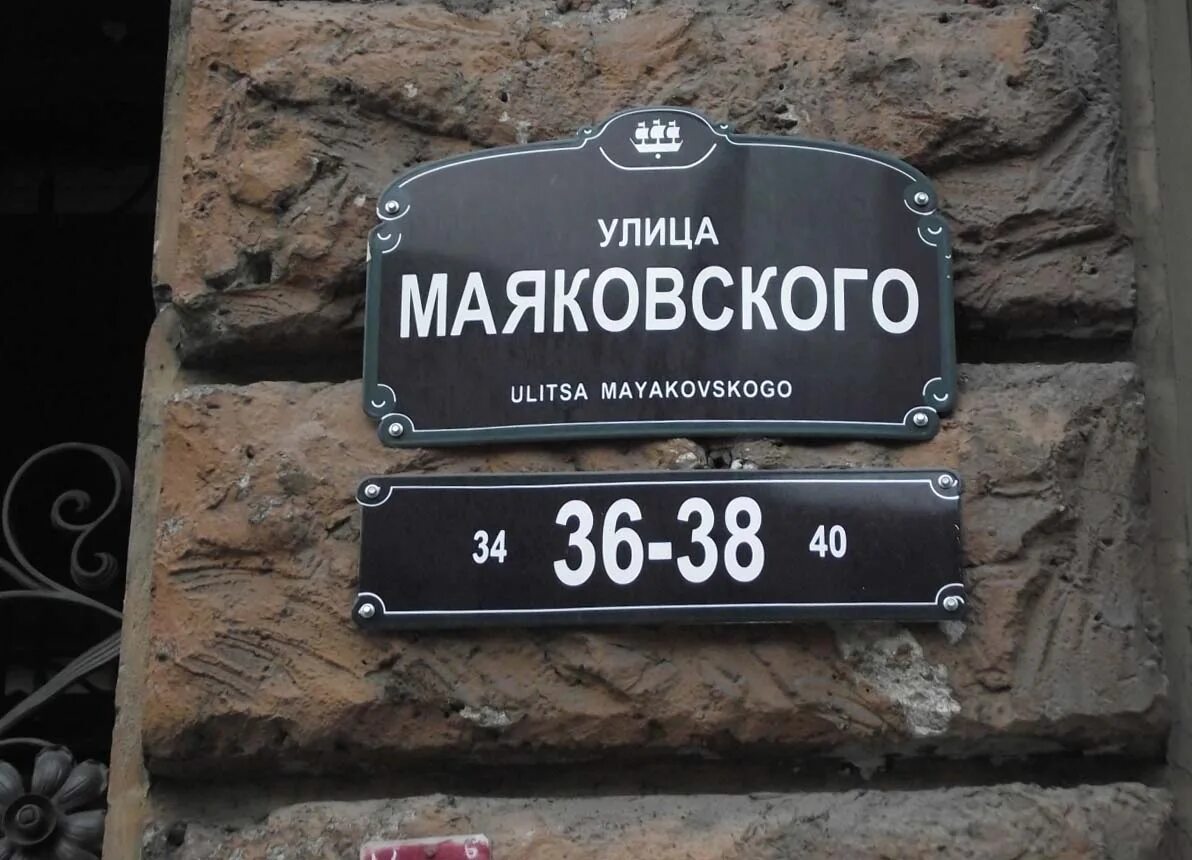 УЛИЦА
МАЯКОВСКОГО
ULITSA MAYAKOVSKOGO
34 36-38 40